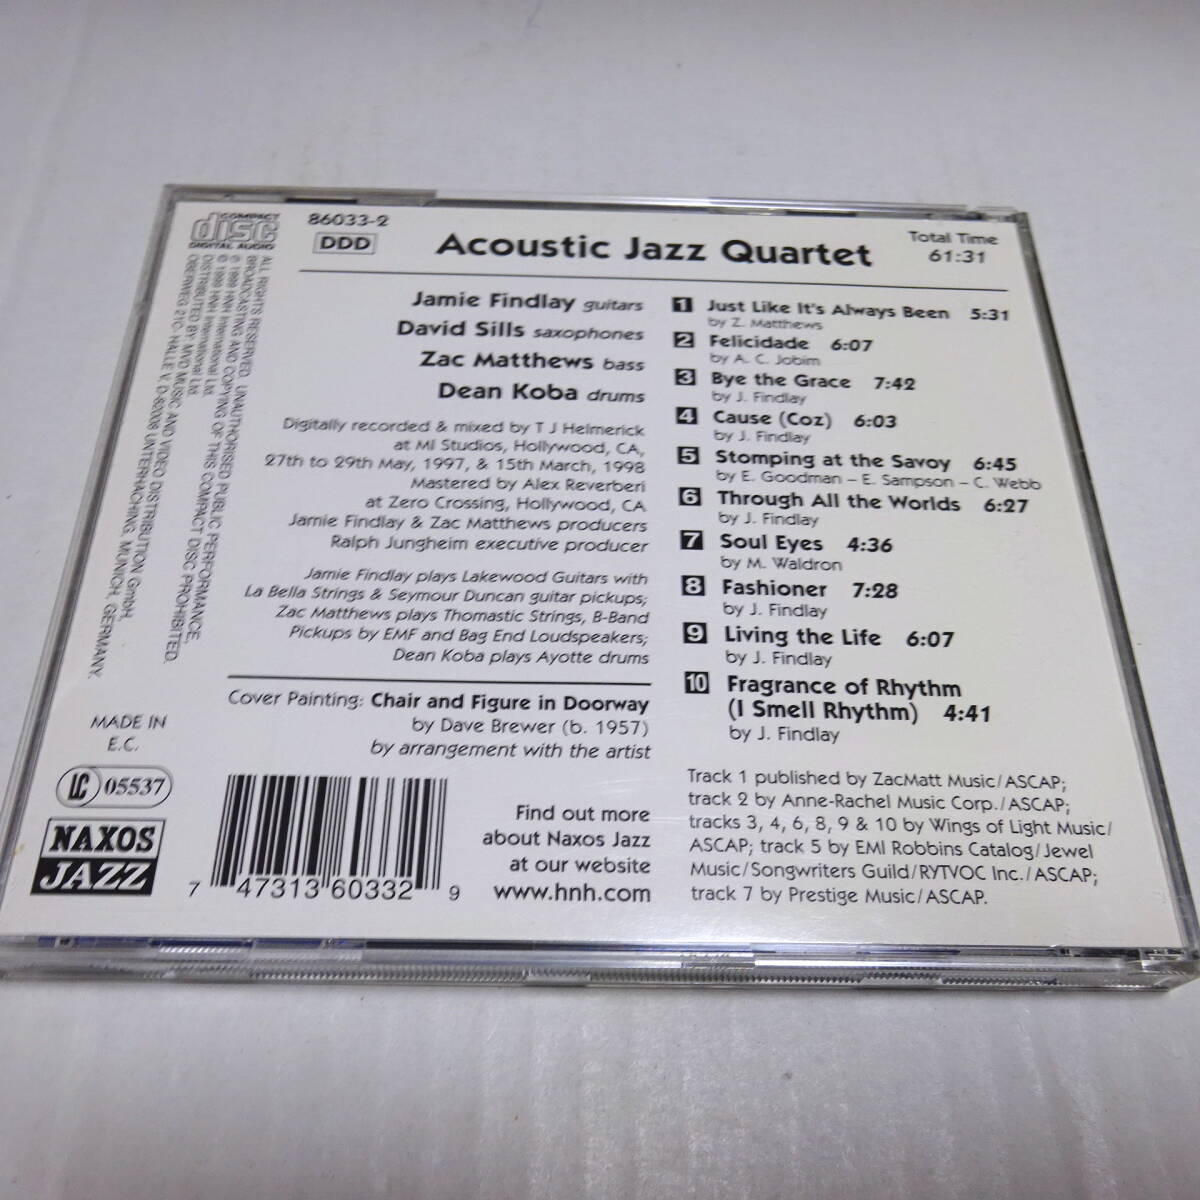 COMPACT
disc
DIGITAL AUDIO
86033-2
DDD
Acoustic Jazz Quartet
Total Time
61:31
ALL RIGHTS RESERVED. UNAUTHORISED PUBLIC PERFORMANCE,
BROADCASTING AND COPYING OF THIS COMPACT DISC PROHIBITED.
℗ 1999 HNH International Ltd.
© 1999 HNH International Ltd.
DISTRIBUTED BY: MVD MUSIC AND VIDEO DISTRIBUTION GmbH,
OBERWEG 21C· HALLE V, D-82008 UNTERHACHING, MUNICH, GERMANY.
Jamie Findlay guitars
David Sills saxophones
Zac Matthews bass
Dean Koba drums
Digitally recorded & mixed by T J Helmerick
at MI Studios, Hollywood, CA,
27th to 29th May, 1997, & 15th March, 1998
Mastered by Alex Reverberi
at Zero Crossing, Hollywood, CA
Jamie Findlay & Zac Matthews producers
Ralph Jungheim executive producer
Jamie Findlay plays Lakewood Guitars with
La Bella Strings & Seymour Duncan guitar pickups;
Zac Matthews plays Thomastic Strings, B-Band
Pickups by EMF and Bag End Loudspeakers;
Dean Koba plays Ayotte drums
Cover Painting: Chair and Figure in Doorway
by Dave Brewer (b. 1957)
by arrangement with the artist
1 Just Like It's Always Been 5:31
by Z. Matthews
2 Felicidade 6:07
by A. C. Jobim
3 Bye the Grace 7:42
by J. Findlay
4 Cause (Coz) 6:03
by J. Findlay
5 Stomping at the Savoy 6:45
by E. Goodman – E. Sampson – C. Webb
6 Through All the Worlds 6:27
by J. Findlay
7 Soul Eyes 4:36
by M. Waldron
8 Fashioner 7:28
by J. Findlay
9 Living the Life 6:07
by J. Findlay
10 Fragrance of Rhythm
(I Smell Rhythm) 4:41
by J. Findlay
Track 1 published by ZacMatt Music/ASCAP;
track 2 by Anne-Rachel Music Corp./ASCAP;
tracks 3, 4, 6, 8, 9 & 10 by Wings of Light Music/
ASCAP; track 5 by EMI Robbins Catalog/Jewel
Music/Songwriters Guild/RYTVOC Inc./ASCAP;
track 7 by Prestige Music/ASCAP.
MADE IN
E.C.
LC 05537
NAXOS
JAZZ
7 47313 60332 9
Find out more
about Naxos Jazz
at our website
www.hnh.com